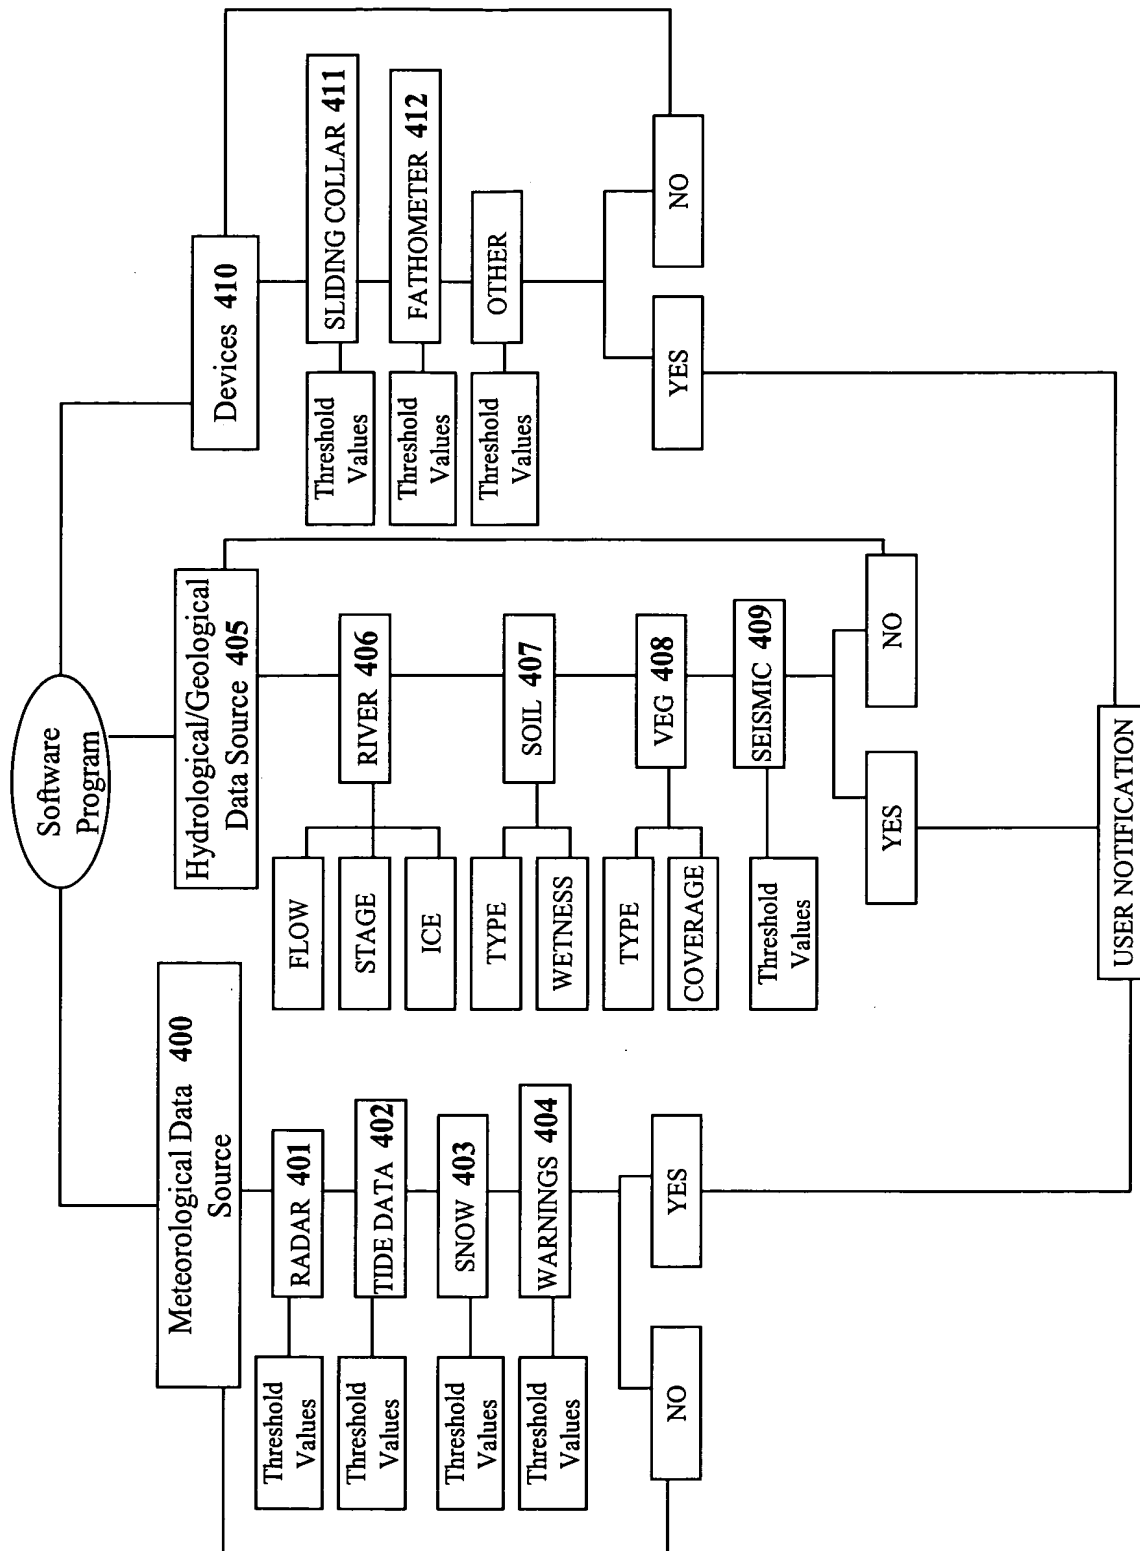 Software
Program
Meteorological Data 400
Source
Threshold
Values
RADAR 401
Threshold
Values
TIDE DATA 402
Threshold
Values
SNOW 403
Threshold
Values
WARNINGS 404
NO
YES
Hydrological/Geological
Data Source 405
FLOW
STAGE
ICE
RIVER 406
TYPE
WETNESS
SOIL 407
TYPE
COVERAGE
VEG 408
Threshold
Values
SEISMIC 409
YES
NO
Devices 410
Threshold
Values
SLIDING COLLAR 411
Threshold
Values
FATHOMETER 412
Threshold
Values
OTHER
YES
NO
USER NOTIFICATION